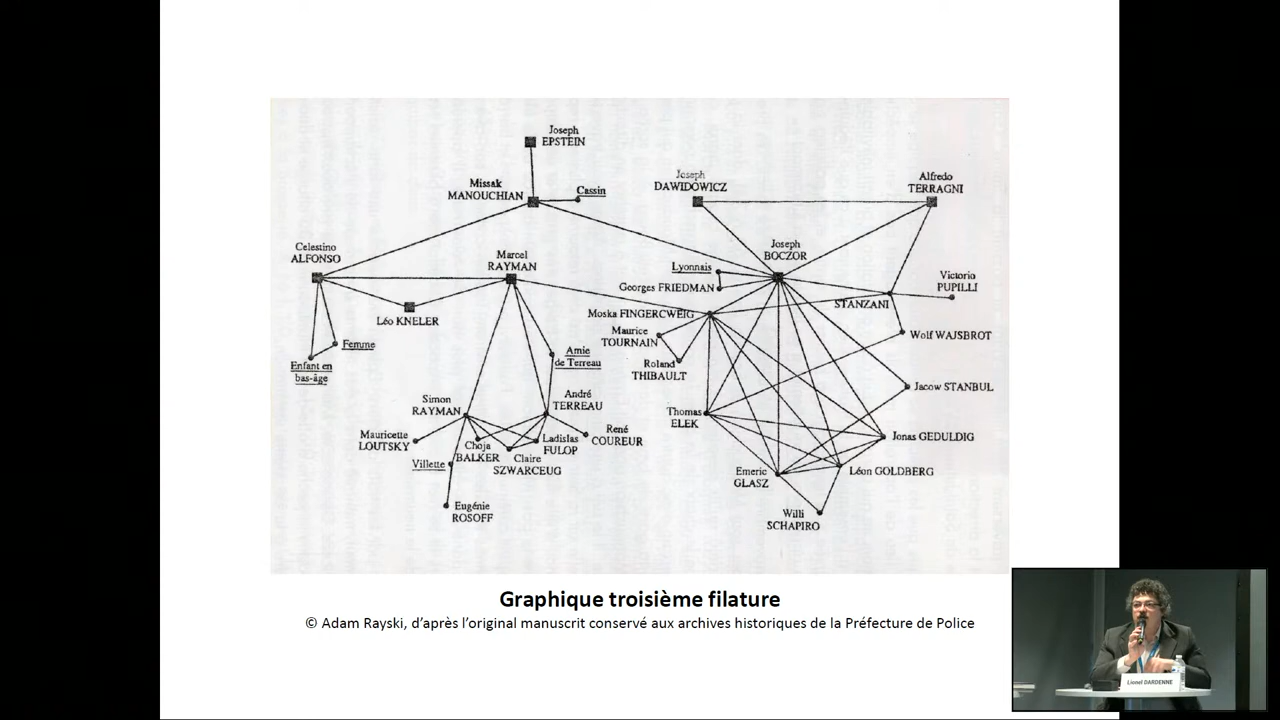 Joseph
EPSTEIN
Missak
MANOUCHIAN
Cassin
Joseph
DAWIDOWICZ
Alfredo
TERRAGNI
Celestino
ALFONSO
Marcel
RAYMAN
Joseph
BOCZOR
Lyonnais
Georges FRIEDMAN
Victorio
PUPILLI
STANZANI
Léo KNELER
Moska FINGERCWEIG
Maurice
TOURNAIN
Wolf WAJSBROT
Femme
Enfant en
bas-âge
Amie
de Terreau
Roland
THIBAULT
Jacow STANBUL
Simon
RAYMAN
André
TERREAU
Thomas
ELEK
René
COUREUR
Mauricette
LOUTSKY
Choja
BALKER
Ladislas
FULOP
Claire
SZWARCEUG
Jonas GEDULDIG
Villette
Emeric
GLASZ
Léon GOLDBERG
Eugénie
ROSOFF
Willi
SCHAPIRO
Graphique troisième filature
© Adam Rayski, d’après l’original manuscrit conservé aux archives historiques de la Préfecture de Police
Lionel DARDENNE